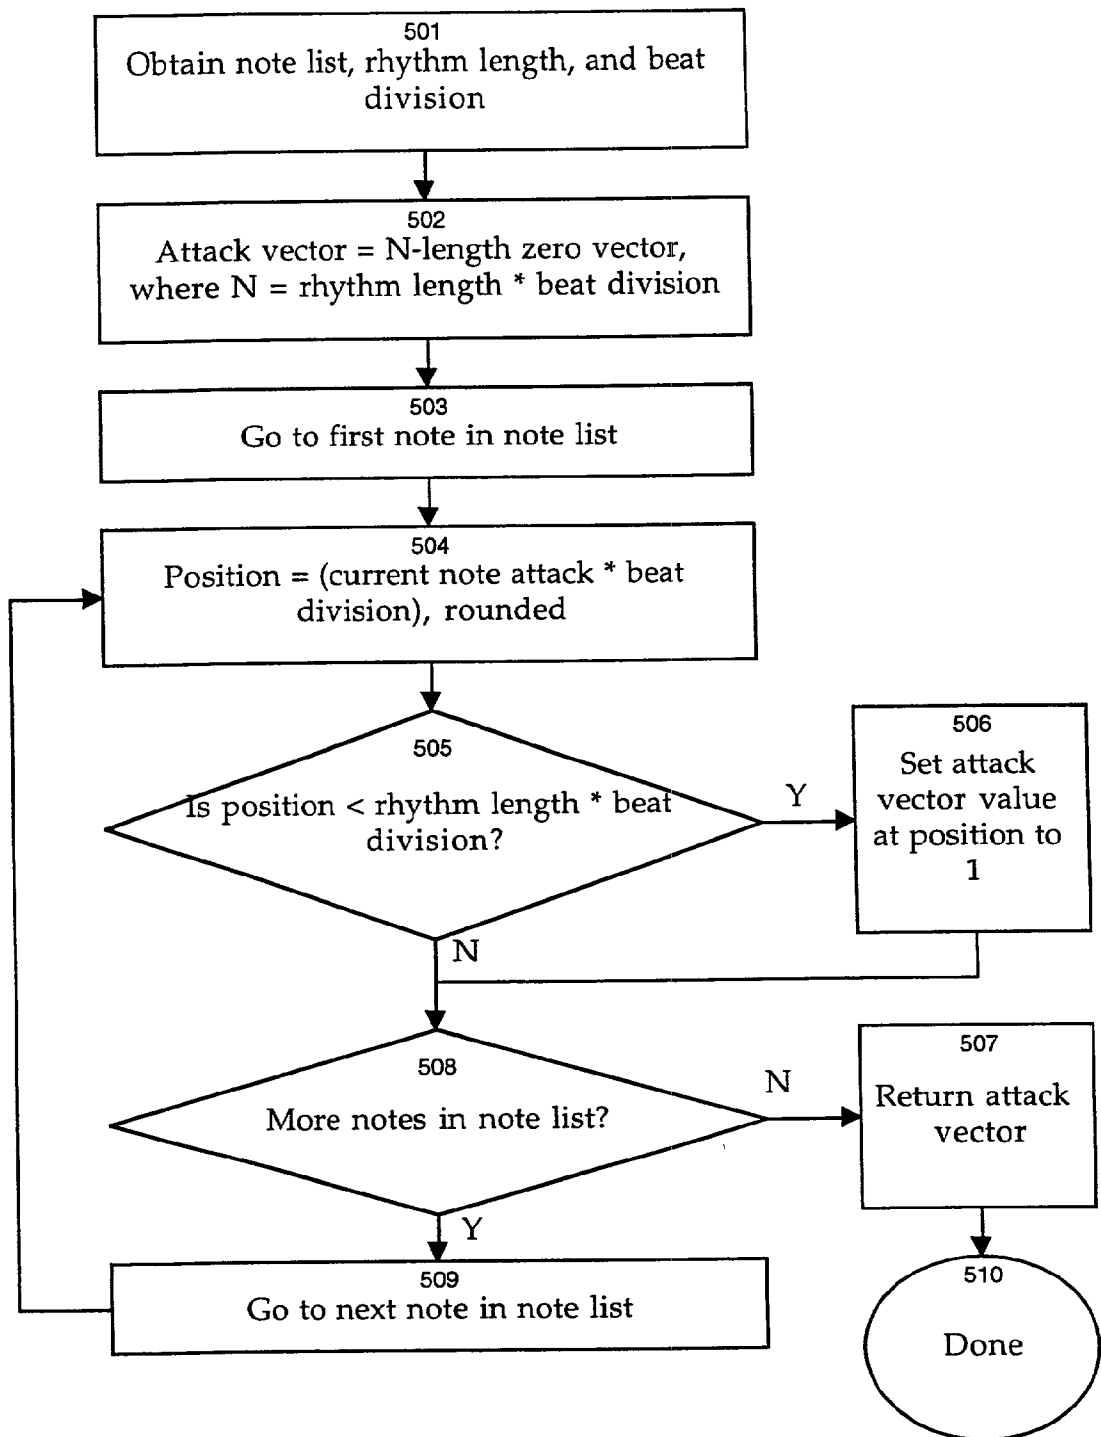 501
Obtain note list, rhythm length, and beat
division
502
Attack vector = N-length zero vector,
where N = rhythm length * beat division
503
Go to first note in note list
504
Position = (current note attack * beat
division), rounded
505
Is position < rhythm length * beat
division?
Y
506
Set attack
vector value
at position to
1
N
508
More notes in note list?
N
507
Return attack
vector
Y
509
Go to next note in note list
510
Done